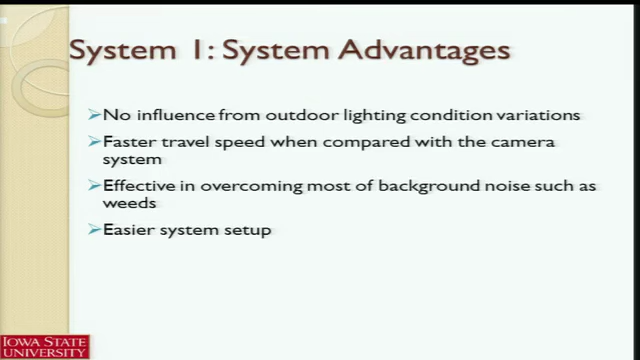 System 1: System Advantages
No influence from outdoor lighting condition variations
Faster travel speed when compared with the camera
system
Effective in overcoming most of background noise such as
weeds
Easier system setup
IOWA STATE
UNIVERSITY